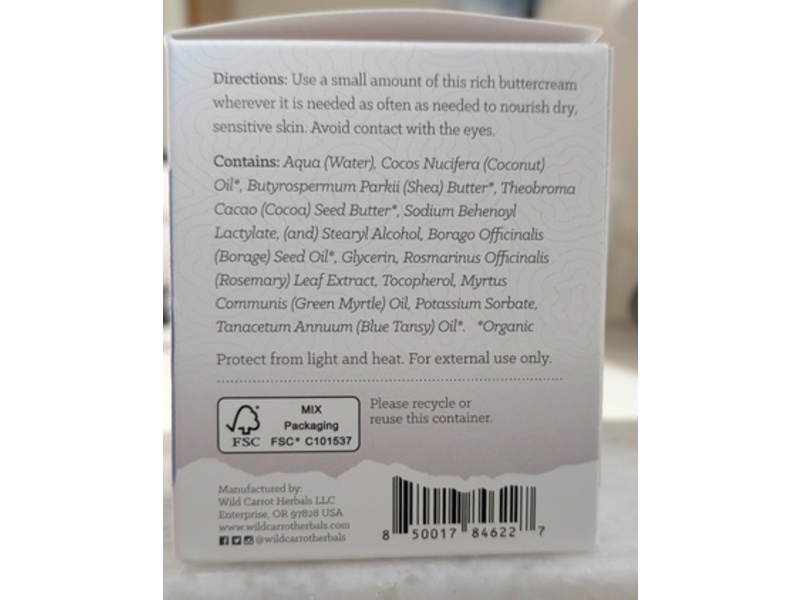 Directions: Use a small amount of this rich buttercream
wherever it is needed as often as needed to nourish dry,
sensitive skin. Avoid contact with the eyes.
Contains: Aqua (Water), Cocos Nucifera (Coconut)
Oil*, Butyrospermum Parkii (Shea) Butter*, Theobroma
Cacao (Cocoa) Seed Butter*, Sodium Behenoyl
Lactylate, (and) Stearyl Alcohol, Borago Officinalis
(Borage) Seed Oil*, Glycerin, Rosmarinus Officinalis
(Rosemary) Leaf Extract, Tocopherol, Myrtus
Communis (Green Myrtle) Oil, Potassium Sorbate,
Tanacetum Annuum (Blue Tansy) Oil*. *Organic
Protect from light and heat. For external use only.
FSC
MIX
Packaging
FSC® C101537
Please recycle or
reuse this container.
Manufactured by:
Wild Carrot Herbals LLC
Enterprise, OR 97828 USA
www.wildcarrotherbals.com
@wildcarrotherbals
8 50017 84622 7